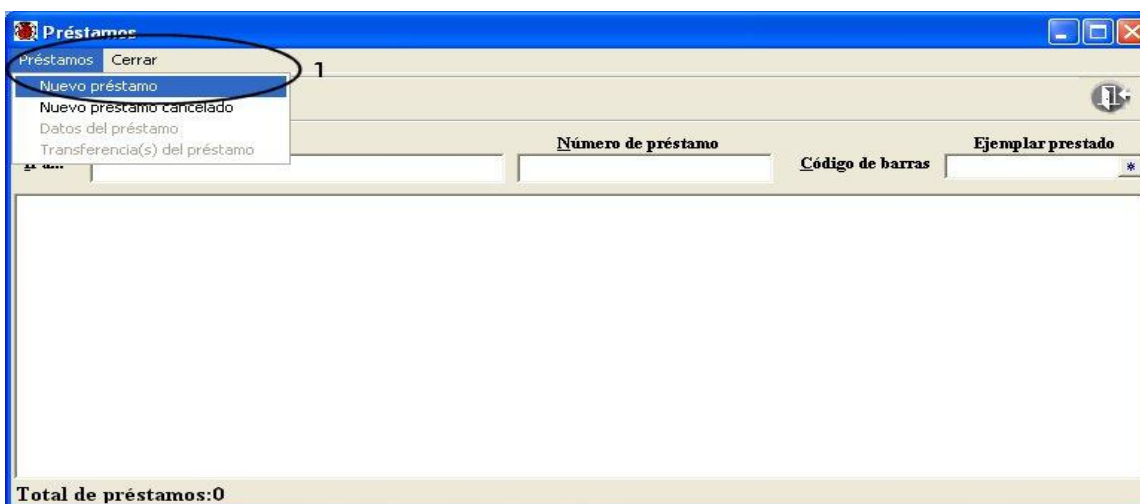 Préstamos
Préstamos Cerrar
1
Nuevo préstamo
Nuevo préstamo cancelado
Datos del préstamo
Transferencia(s) del préstamo
Número de préstamo
Ejemplar prestado
Código de barras
*
Total de préstamos:0